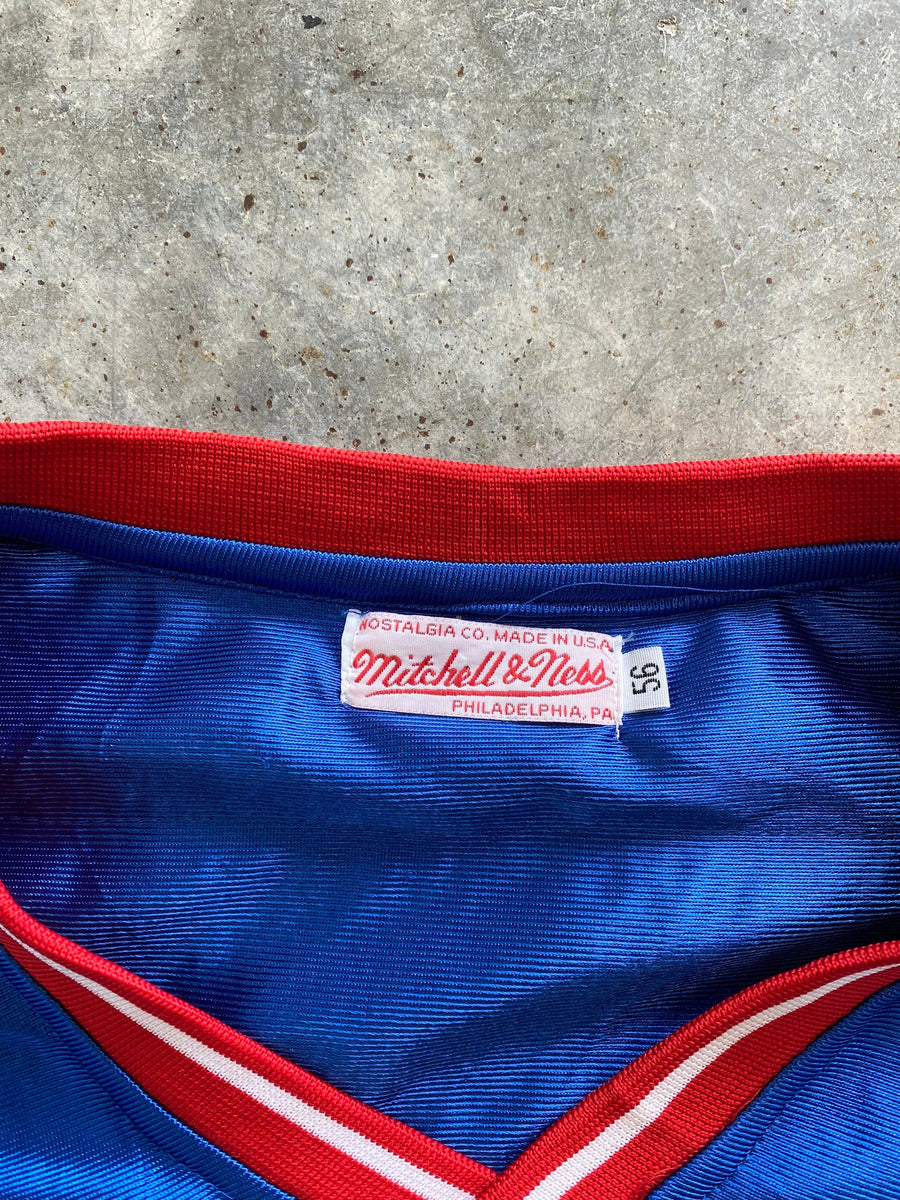 NOSTALGIA CO. MADE IN U.S.A
Mitchell & Ness
PHILADELPHIA, PA
56